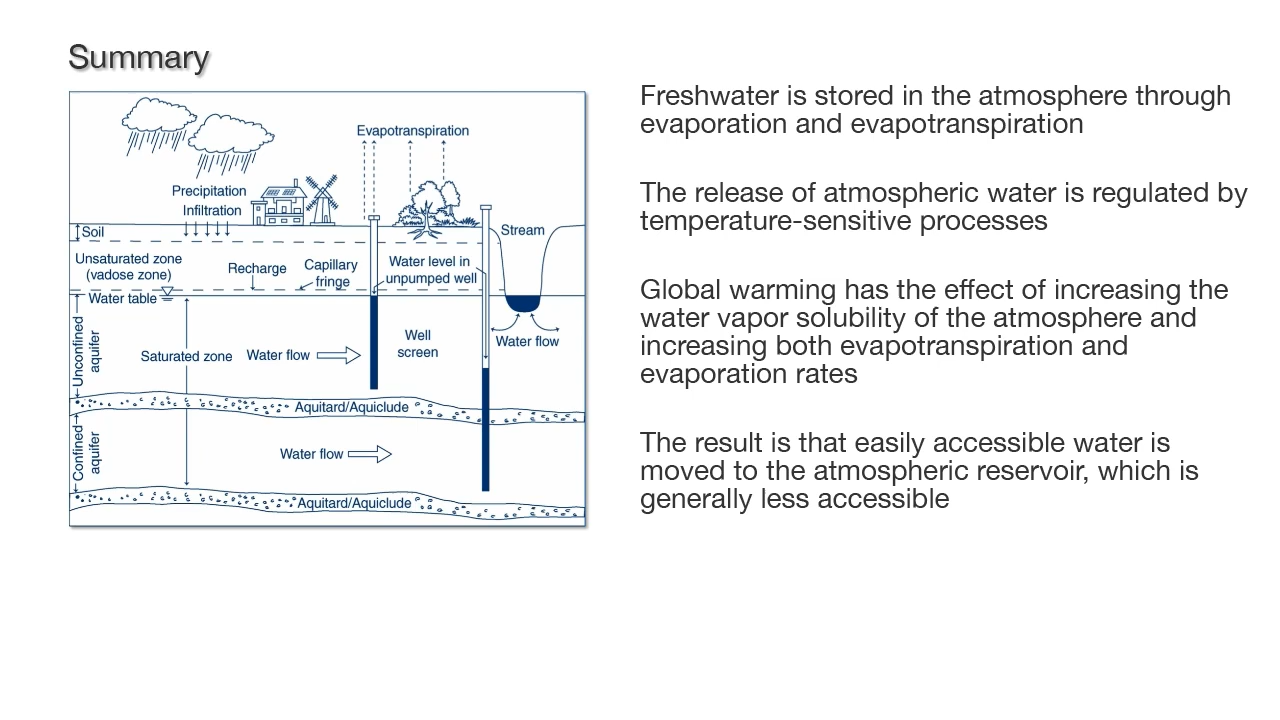 Summary
Evapotranspiration
Precipitation
Infiltration
Soil
Stream
Unsaturated zone
(vadose zone)
Recharge
Capillary
fringe
Water level in
unpumped well
Water table
Unconfined
aquifer
Saturated zone
Water flow
Well
screen
Water flow
Aquitard/Aquiclude
Confined
aquifer
Water flow
Aquitard/Aquiclude
Freshwater is stored in the atmosphere through
evaporation and evapotranspiration
The release of atmospheric water is regulated by
temperature-sensitive processes
Global warming has the effect of increasing the
water vapor solubility of the atmosphere and
increasing both evapotranspiration and
evaporation rates
The result is that easily accessible water is
moved to the atmospheric reservoir, which is
generally less accessible